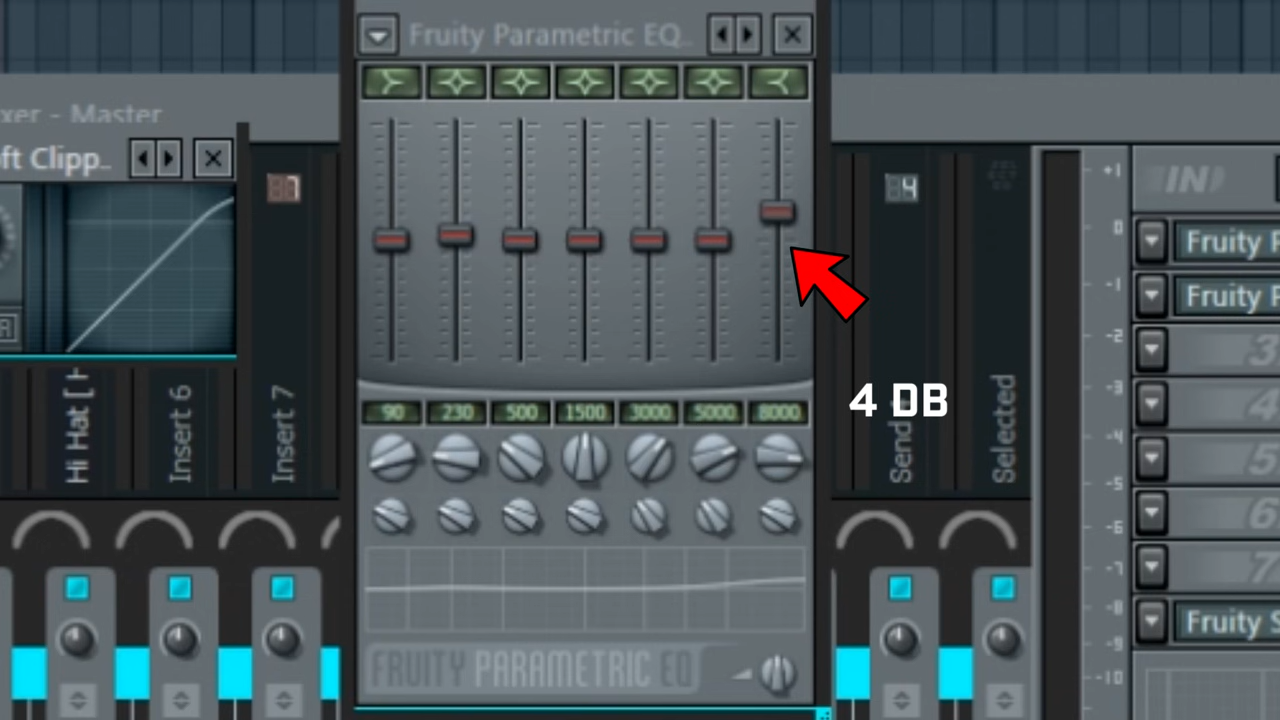 Fruity Parametric EQ..
xer - Master
ft Clipp..
7
4
IN
+1
0
-1
-2
-3
-4
-5
-6
-7
-8
-9
-10
Fruity P
Fruity P
3
4
5
6
7
Fruity S
90 230 500 1500 3000 5000 8000
4 DB
Hi Hat [ H
Insert 6
Insert 7
Send
Selected
FRUITY PARAMETRIC EQ